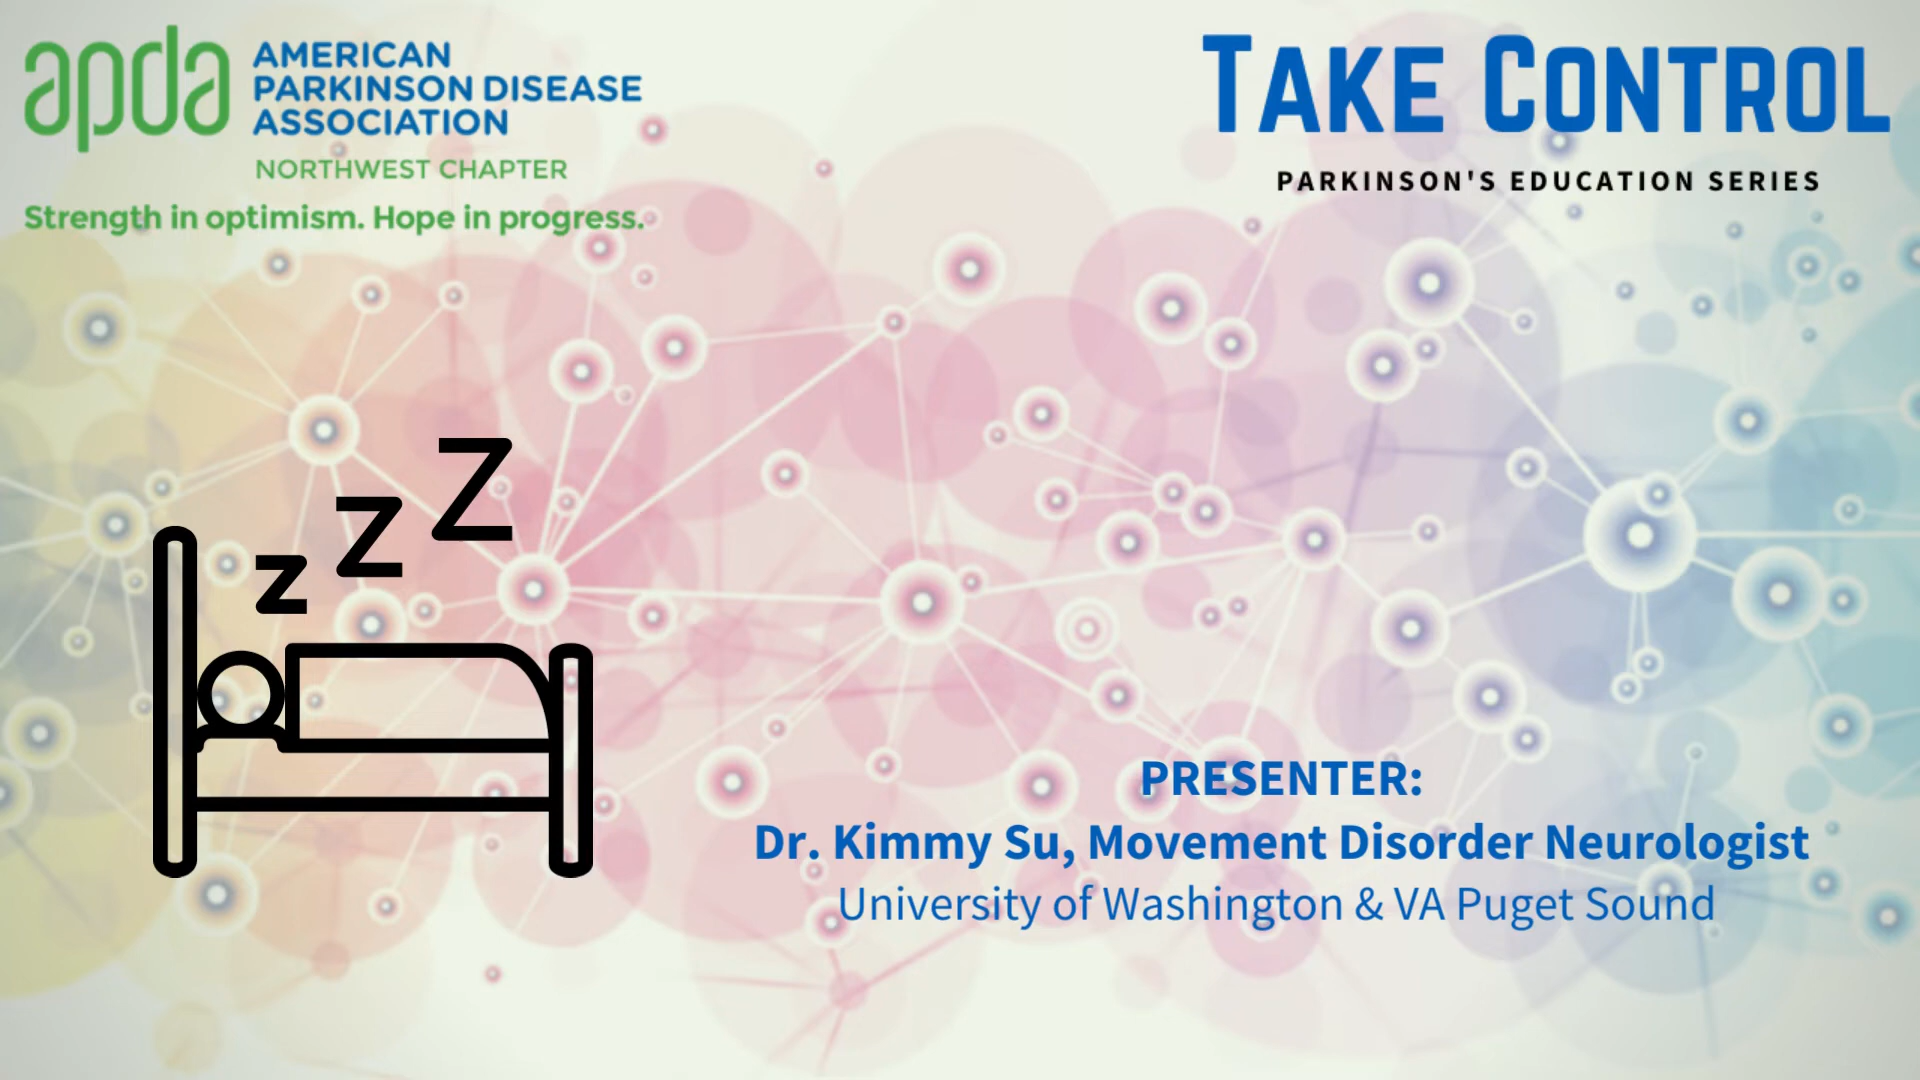 apda
AMERICAN
PARKINSON DISEASE
ASSOCIATION
NORTHWEST CHAPTER
Strength in optimism. Hope in progress.
TAKE CONTROL
PARKINSON'S EDUCATION SERIES
z z Z
PRESENTER:
Dr. Kimmy Su, Movement Disorder Neurologist
University of Washington & VA Puget Sound